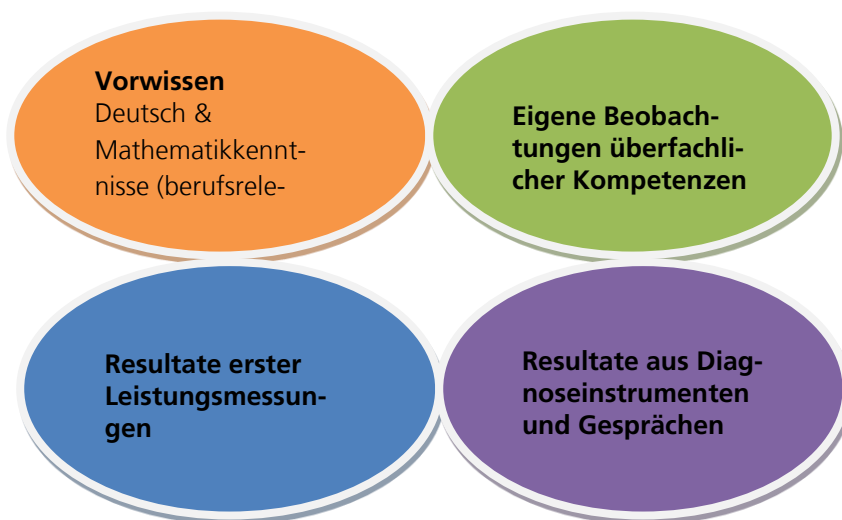 Vorwissen
Deutsch &
Mathematikkennt-
nisse (berufsrele-
Eigene Beobach-
tungen überfachli-
cher Kompetenzen
Resultate erster
Leistungsmessun-
gen
Resultate aus Diag-
noseinstrumenten
und Gesprächen